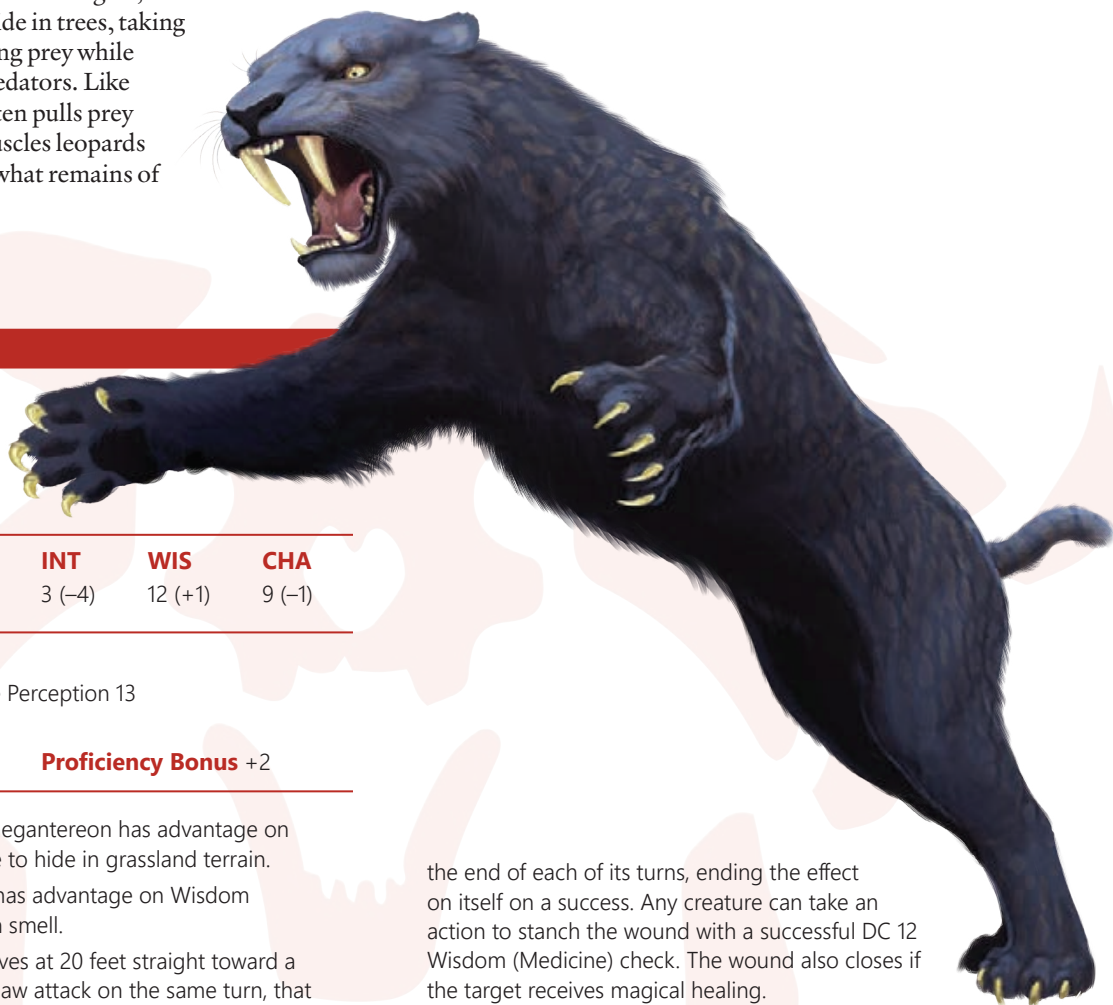 ide in trees, taking
ng prey while
edators. Like
ten pulls prey
uscles leopards
what remains of
INT WIS CHA
3 (–4) 12 (+1) 9 (–1)
Perception 13
Proficiency Bonus +2
egantereon has advantage on
e to hide in grassland terrain.
has advantage on Wisdom
n smell.
ves at 20 feet straight toward a
aw attack on the same turn, that
the end of each of its turns, ending the effect
on itself on a success. Any creature can take an
action to stanch the wound with a successful DC 12
Wisdom (Medicine) check. The wound also closes if
the target receives magical healing.